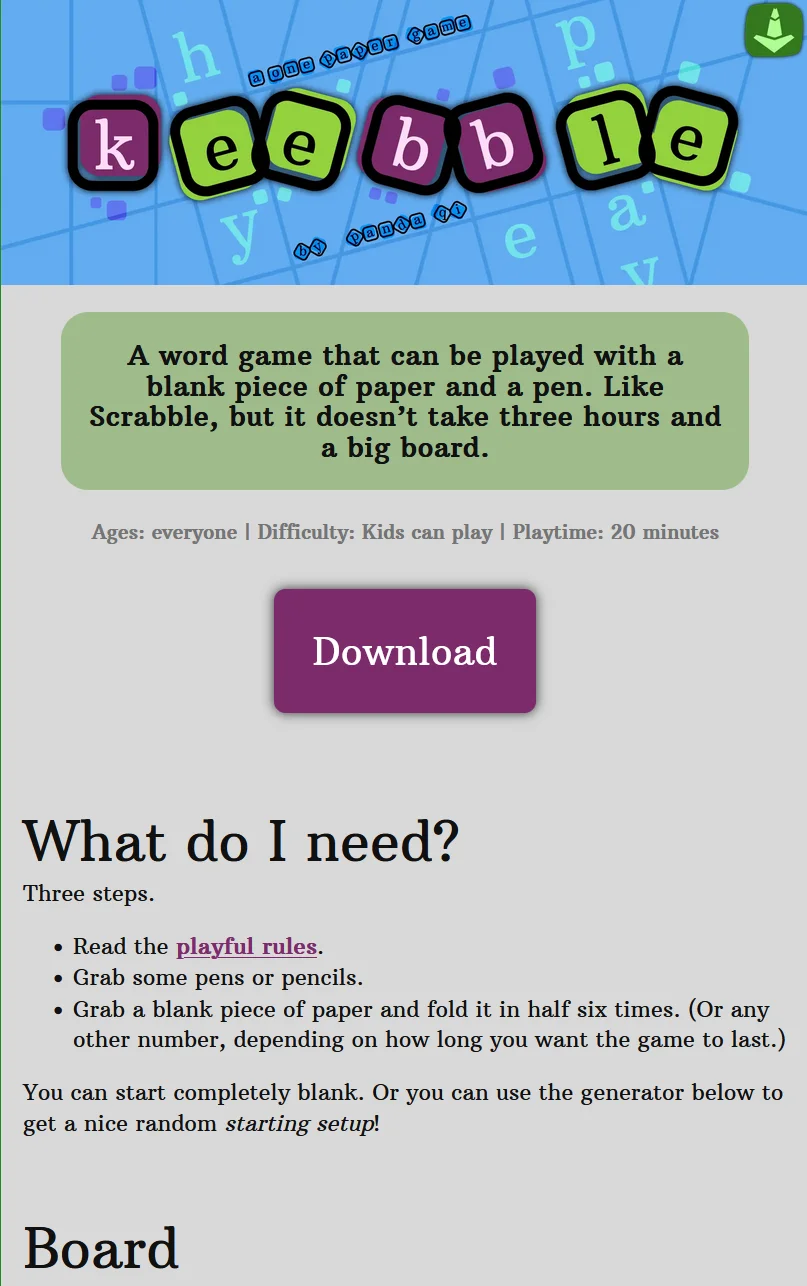 a one paper game
h
p
keebble
y
by panda qi
e
a
y
A word game that can be played with a
blank piece of paper and a pen. Like
Scrabble, but it doesn’t take three hours and
a big board.
Ages: everyone | Difficulty: Kids can play | Playtime: 20 minutes
Download
What do I need?
Three steps.
• Read the playful rules.
• Grab some pens or pencils.
• Grab a blank piece of paper and fold it in half six times. (Or any
other number, depending on how long you want the game to last.)
You can start completely blank. Or you can use the generator below to
get a nice random starting setup!
Board